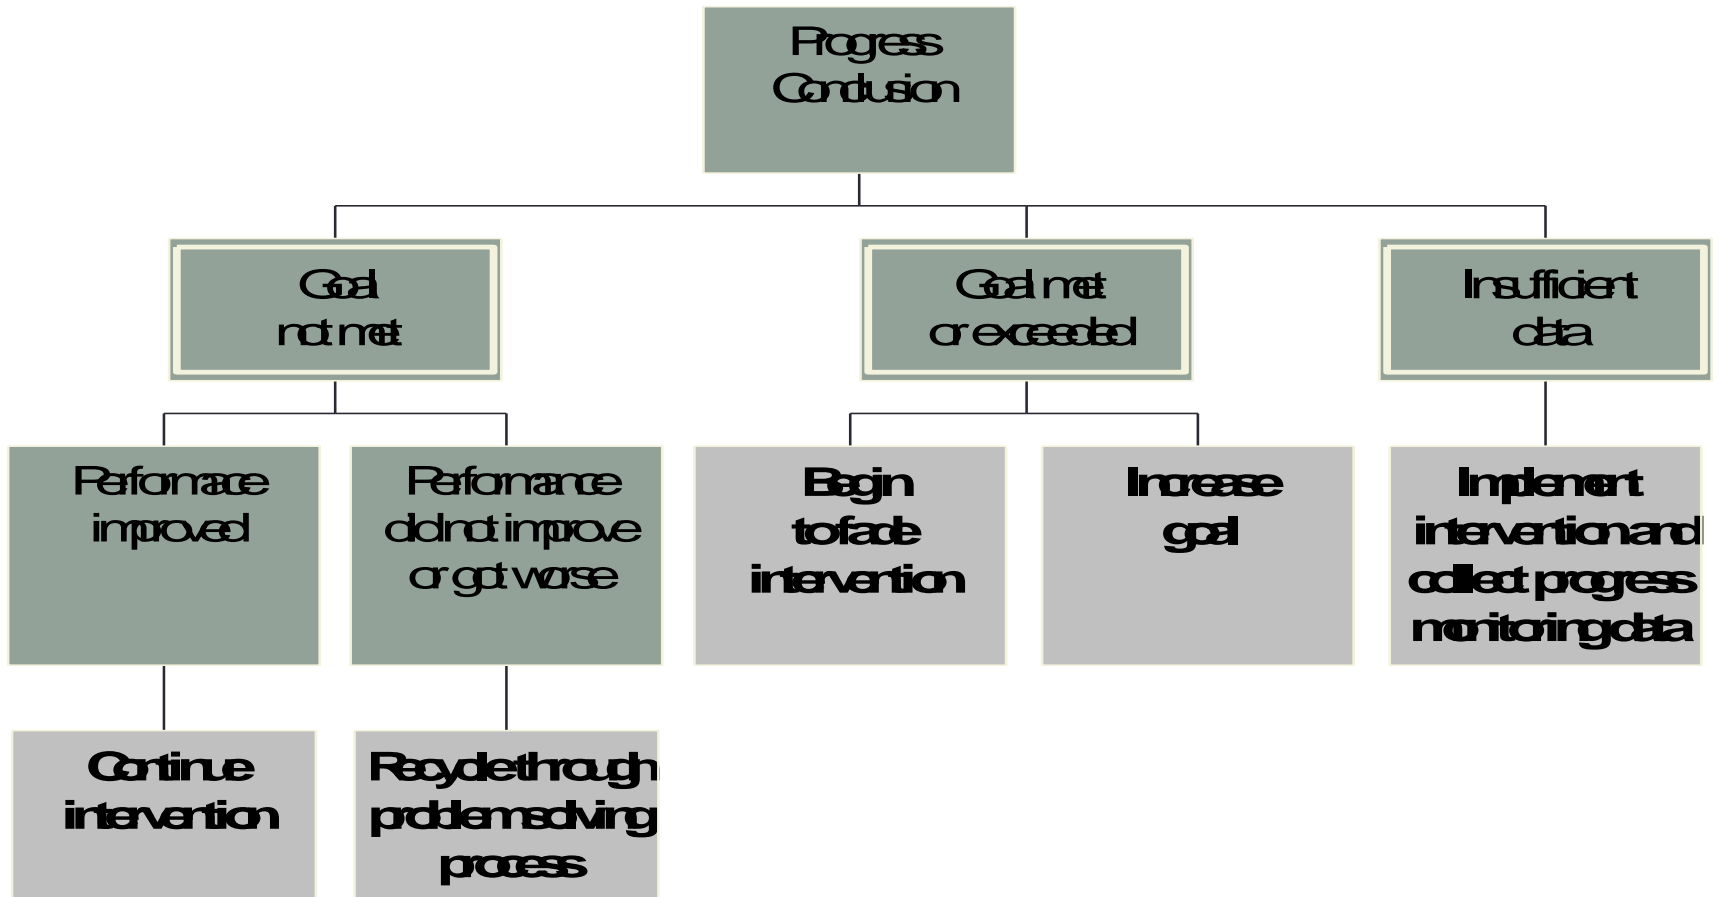 Progress
Conclusion
Goal
not met
Goal met
or exceeded
Insufficient
data
Performace
improved
Performance
did not improve
or got worse
Begin
to fade
intervention
Increase
goal
Implement
intervention and
collect progress
monitoring data
Continue
intervention
Recycle through
problem solving
process